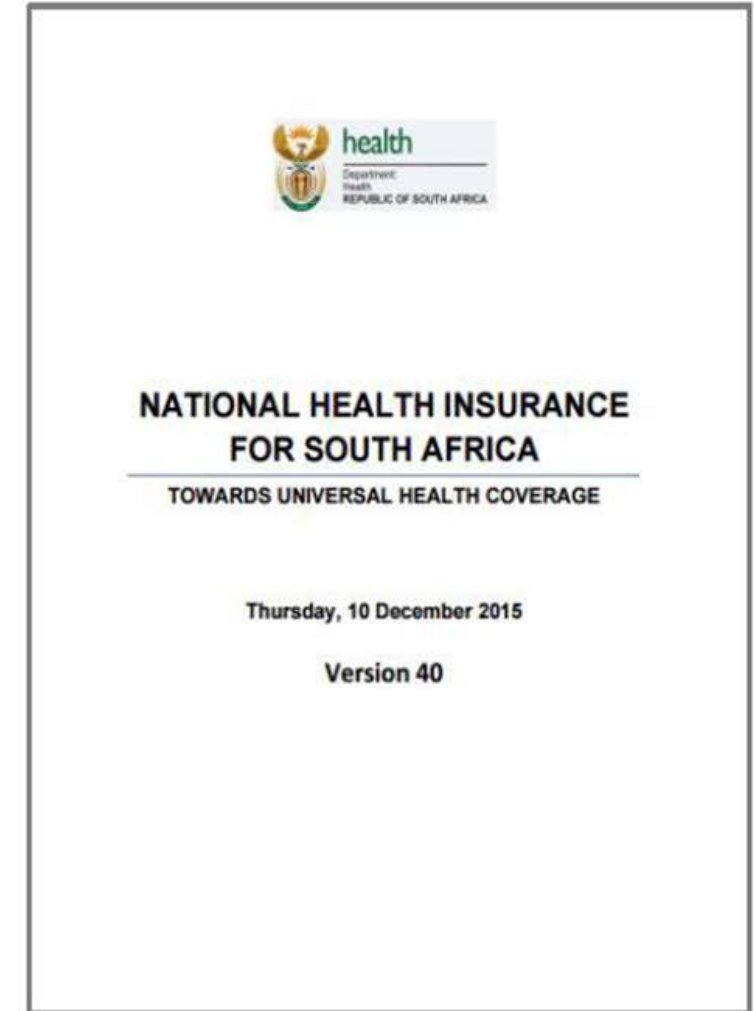 health
Department:
Health
REPUBLIC OF SOUTH AFRICA
NATIONAL HEALTH INSURANCE
FOR SOUTH AFRICA
TOWARDS UNIVERSAL HEALTH COVERAGE
Thursday, 10 December 2015
Version 40